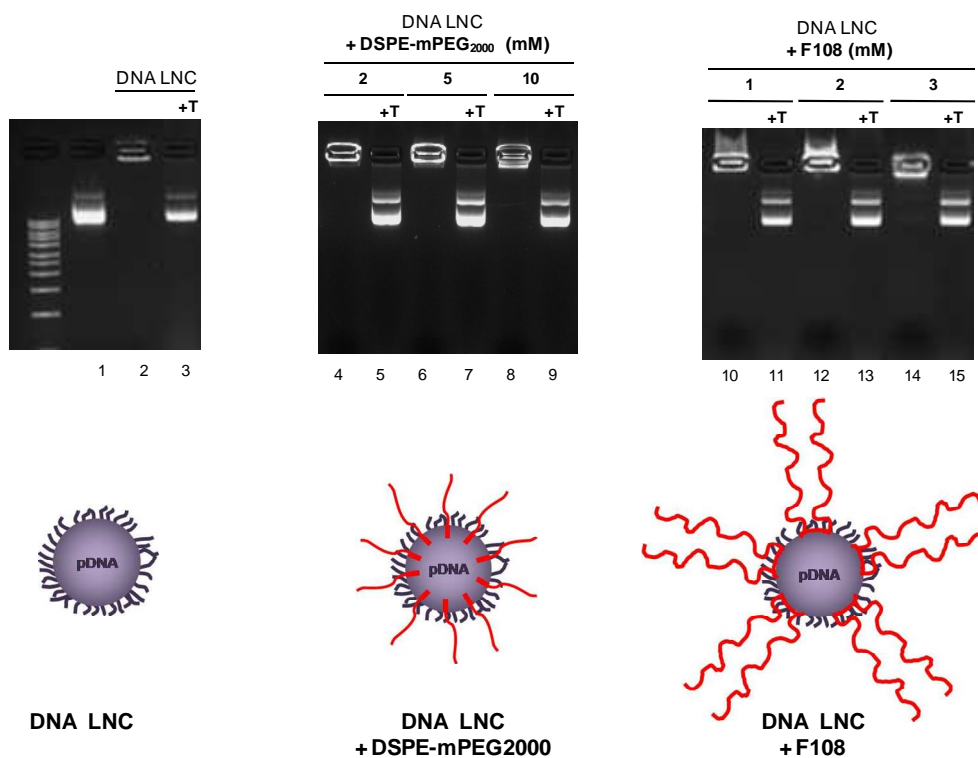 DNA LNC
+T
1 2 3
DNA LNC
+ DSPE-mPEG2000 (mM)
2 5 10
+T +T +T
4 5 6 7 8 9
DNA LNC
+ F108 (mM)
1 2 3
+T +T +T
10 11 12 13 14 15
pDNA
DNA LNC
pDNA
DNA LNC
+ DSPE-mPEG2000
pDNA
DNA LNC
+ F108